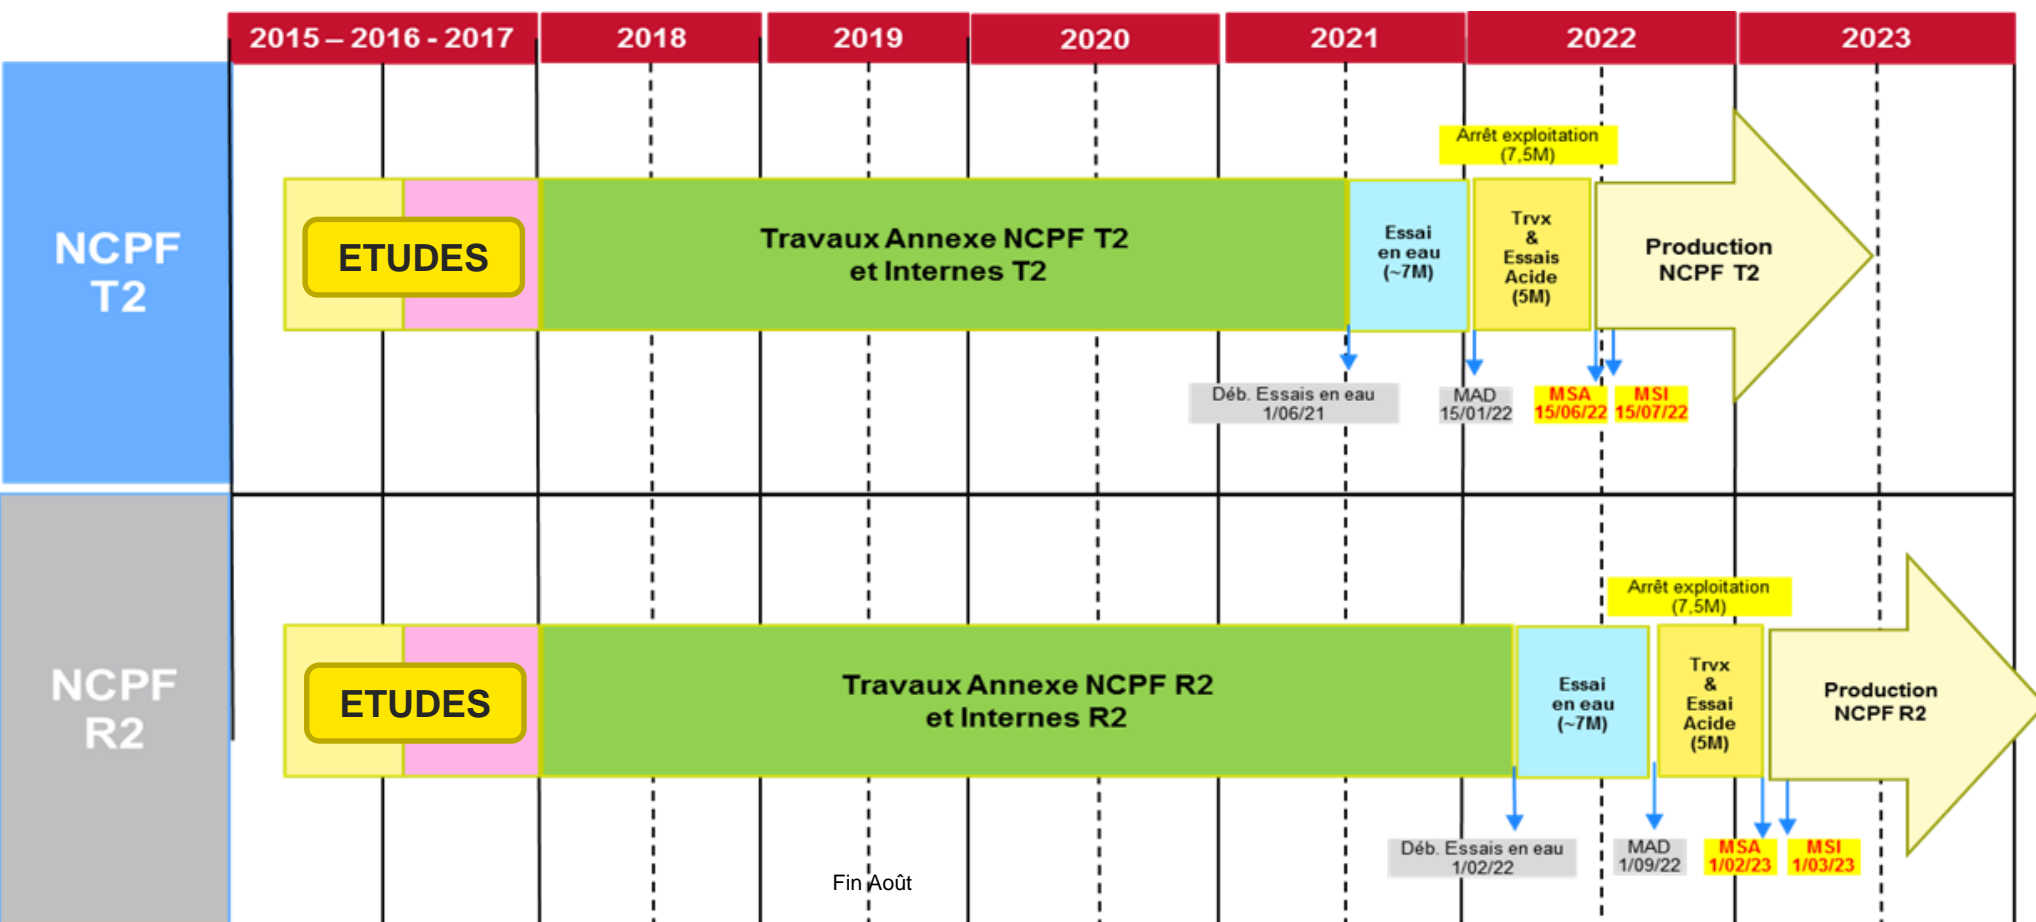 2015 – 2016 - 2017
2018
2019
2020
2021
2022
2023
NCPF
T2
ETUDES
Travaux Annexe NCPF T2
et Internes T2
Essai
en eau
(~7M)
Arrêt exploitation
(7,5M)
Trvx
&
Essais
Acide
(5M)
Production
NCPF T2
Déb. Essais en eau
1/06/21
MAD
15/01/22
MSA
15/06/22
MSI
15/07/22
NCPF
R2
ETUDES
Travaux Annexe NCPF R2
et Internes R2
Essai
en eau
(~7M)
Arrêt exploitation
(7,5M)
Trvx
&
Essai
Acide
(5M)
Production
NCPF R2
Déb. Essais en eau
1/02/22
MAD
1/09/22
MSA
1/02/23
MSI
1/03/23
Fin Août